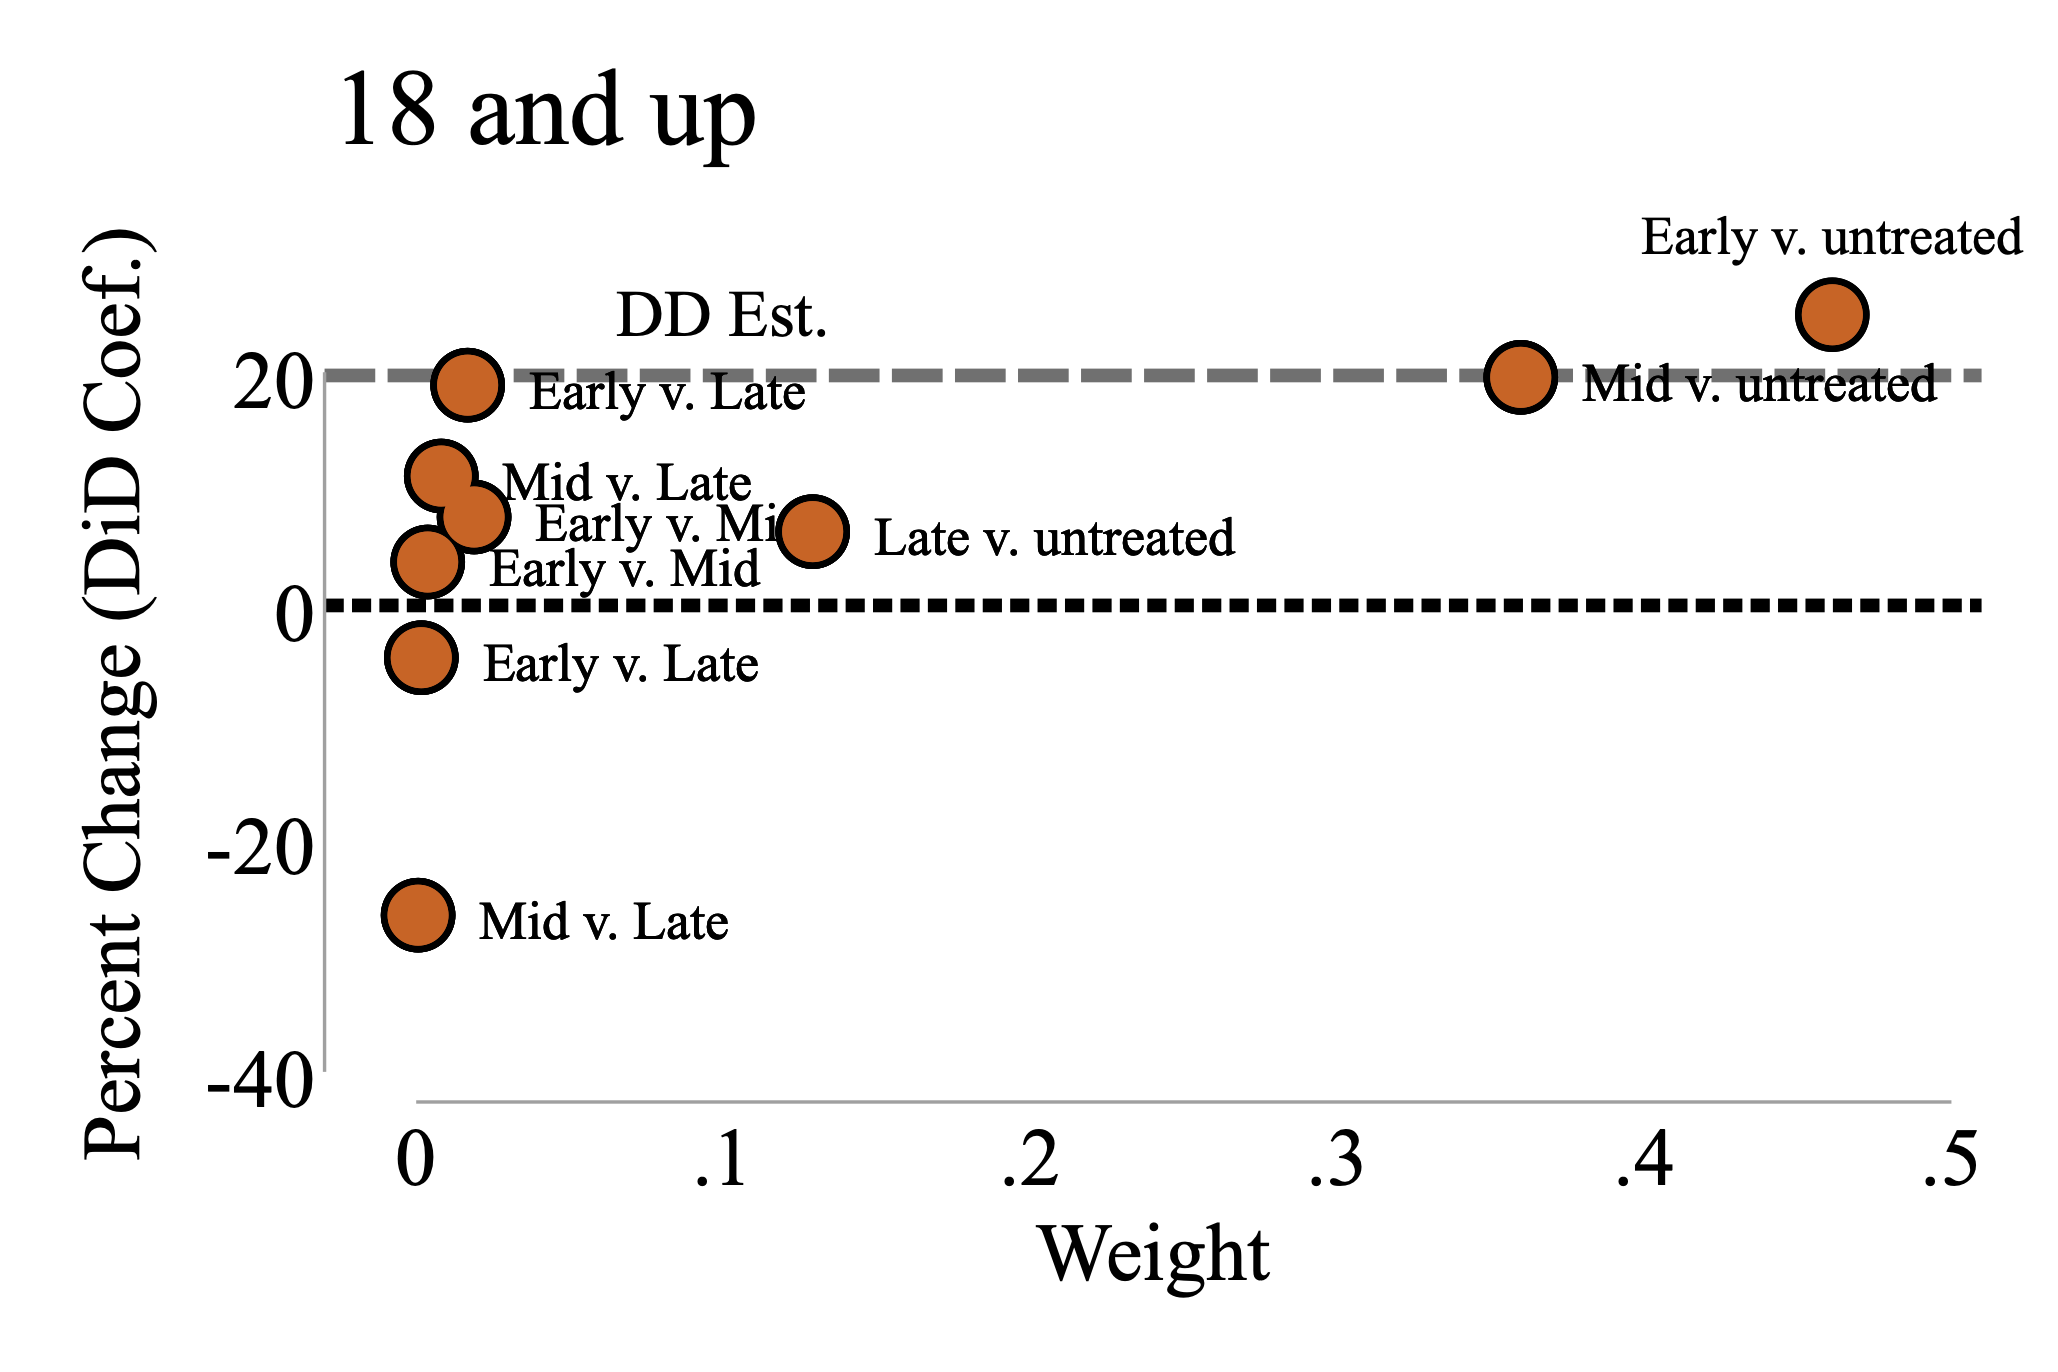 18 and up
Percent Change (DiD Coef.)
Early v. untreated
DD Est.
20
Early v. Late
Mid v. untreated
Mid v. Late
Early v. Mi
Late v. untreated
Early v. Mid
0
Early v. Late
-20
Mid v. Late
-40
0 .1 .2 .3 .4 .5
Weight